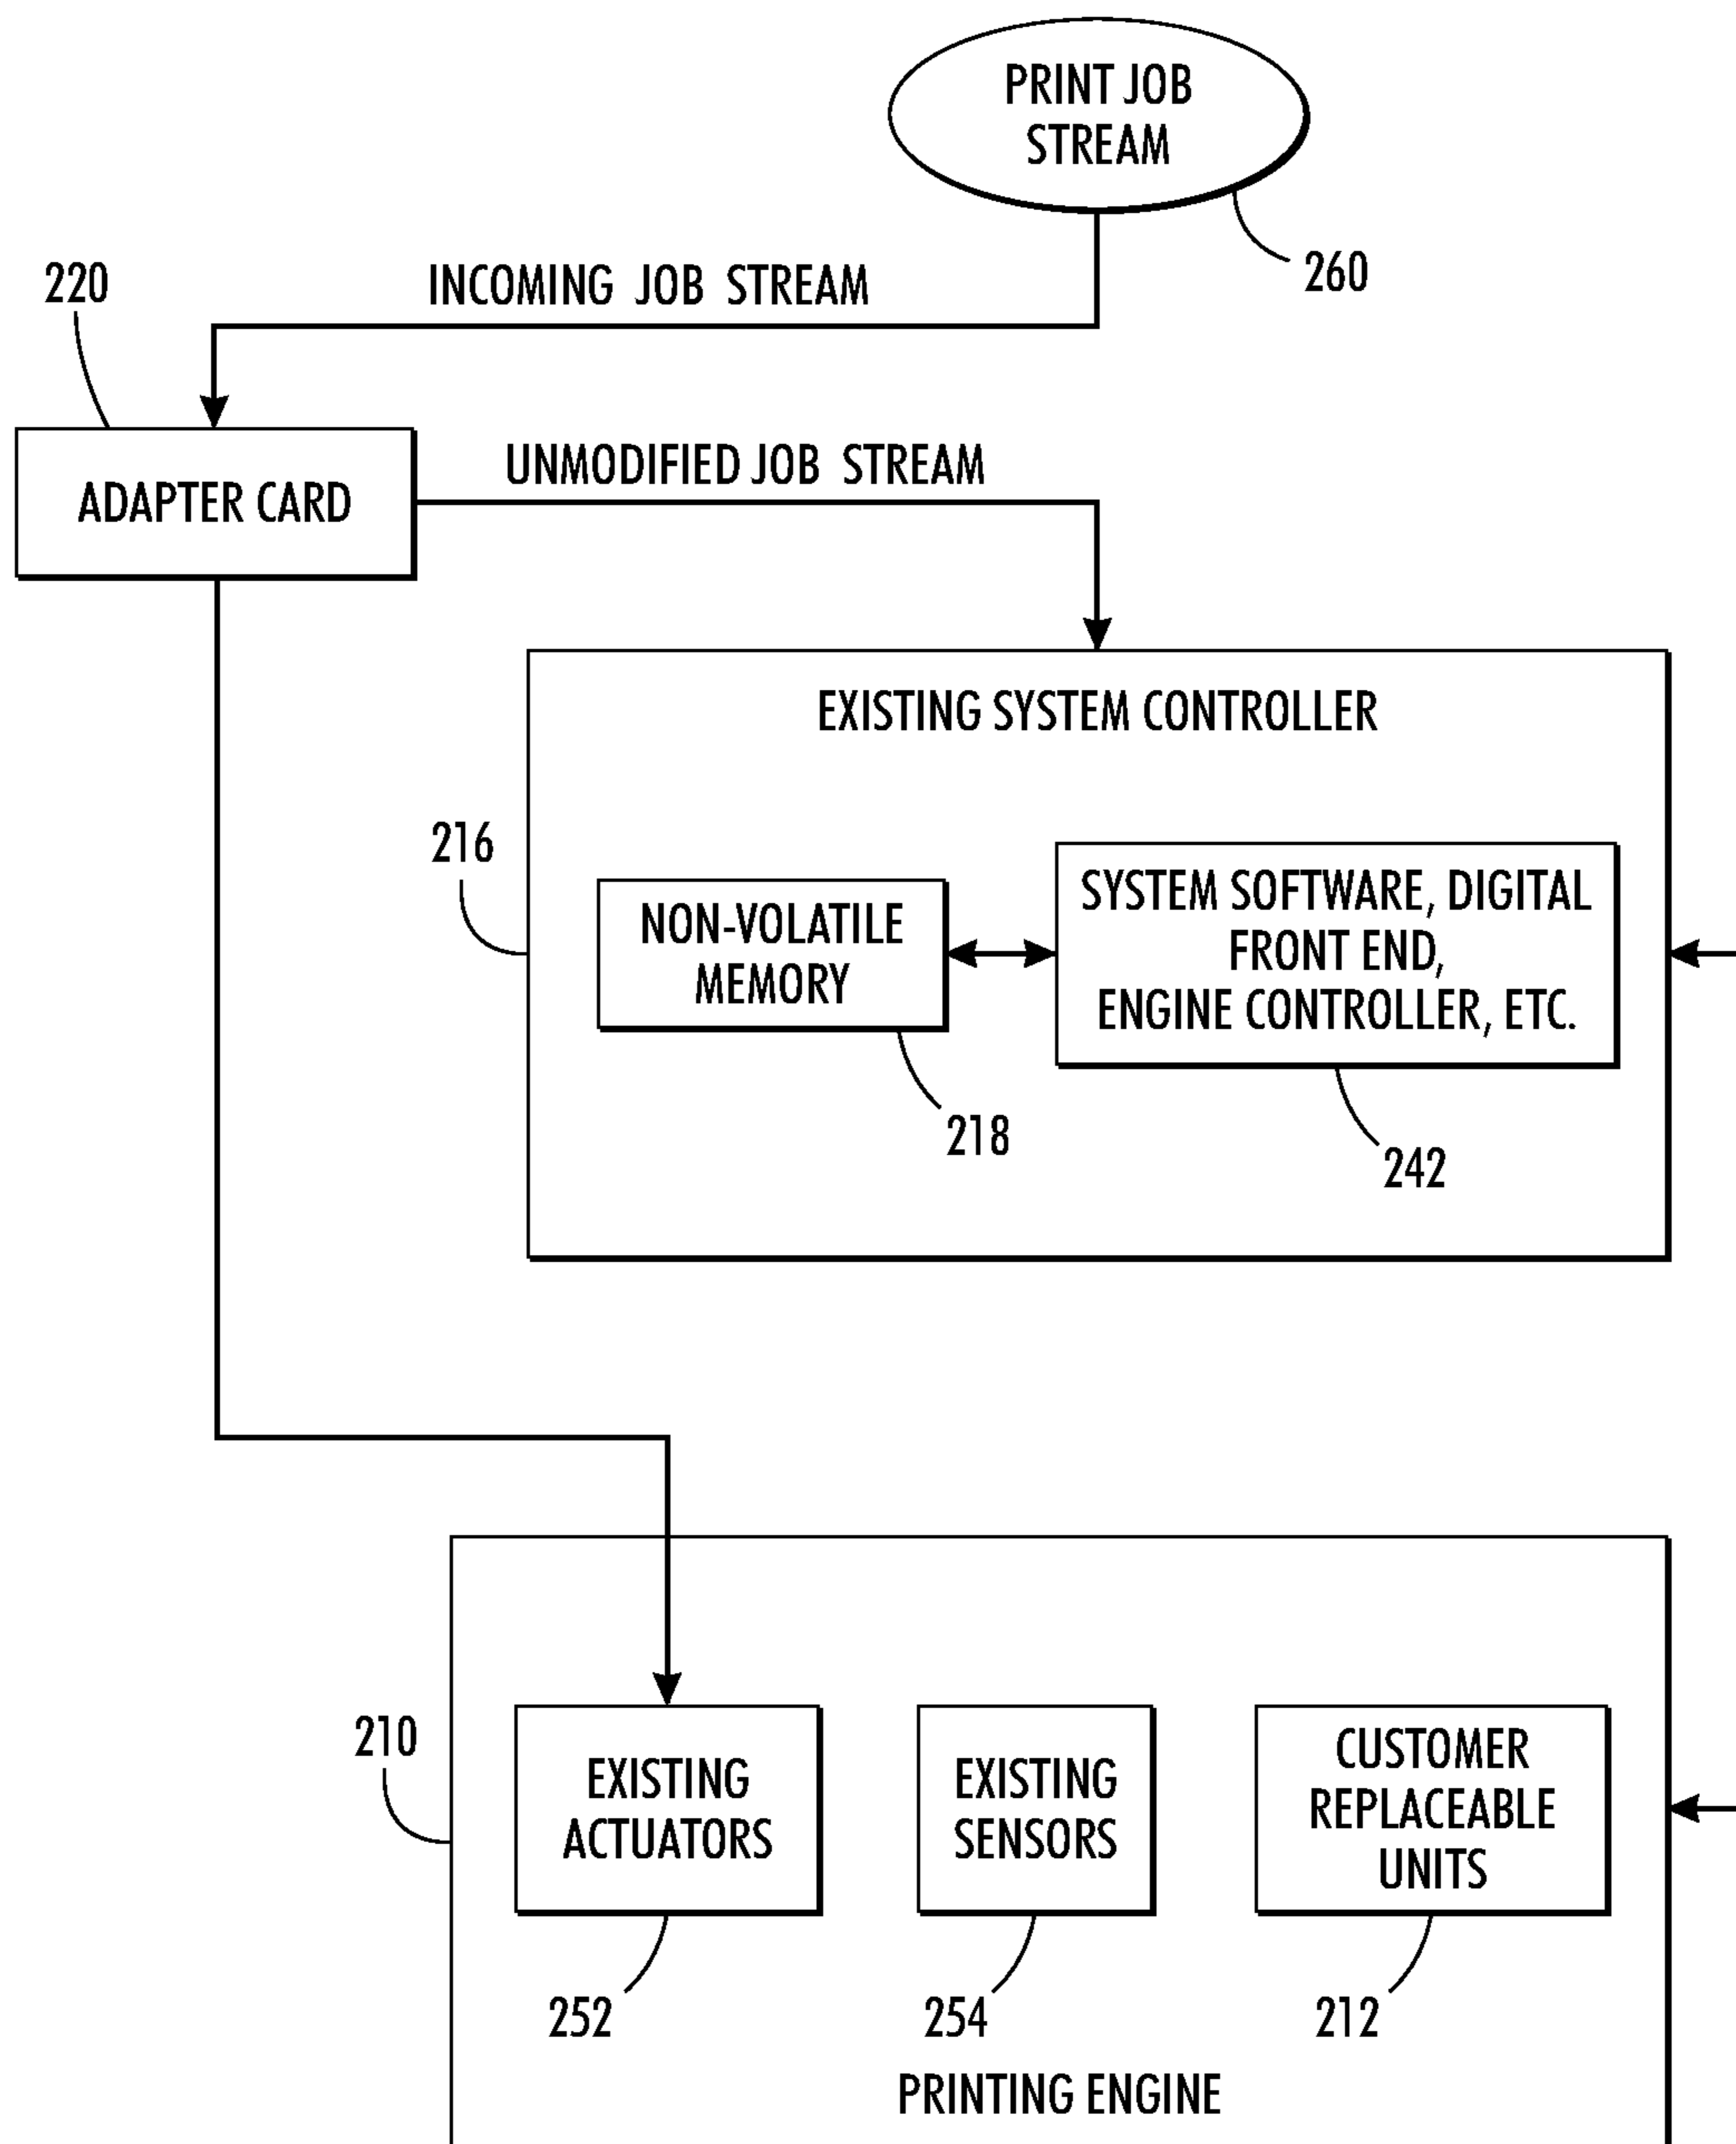 PRINT JOB
STREAM
260
220
INCOMING JOB STREAM
UNMODIFIED JOB STREAM
ADAPTER CARD
EXISTING SYSTEM CONTROLLER
216
NON-VOLATILE
MEMORY
SYSTEM SOFTWARE, DIGITAL
FRONT END,
ENGINE CONTROLLER, ETC.
218
242
210
EXISTING
ACTUATORS
EXISTING
SENSORS
CUSTOMER
REPLACEABLE
UNITS
252
254
212
PRINTING ENGINE